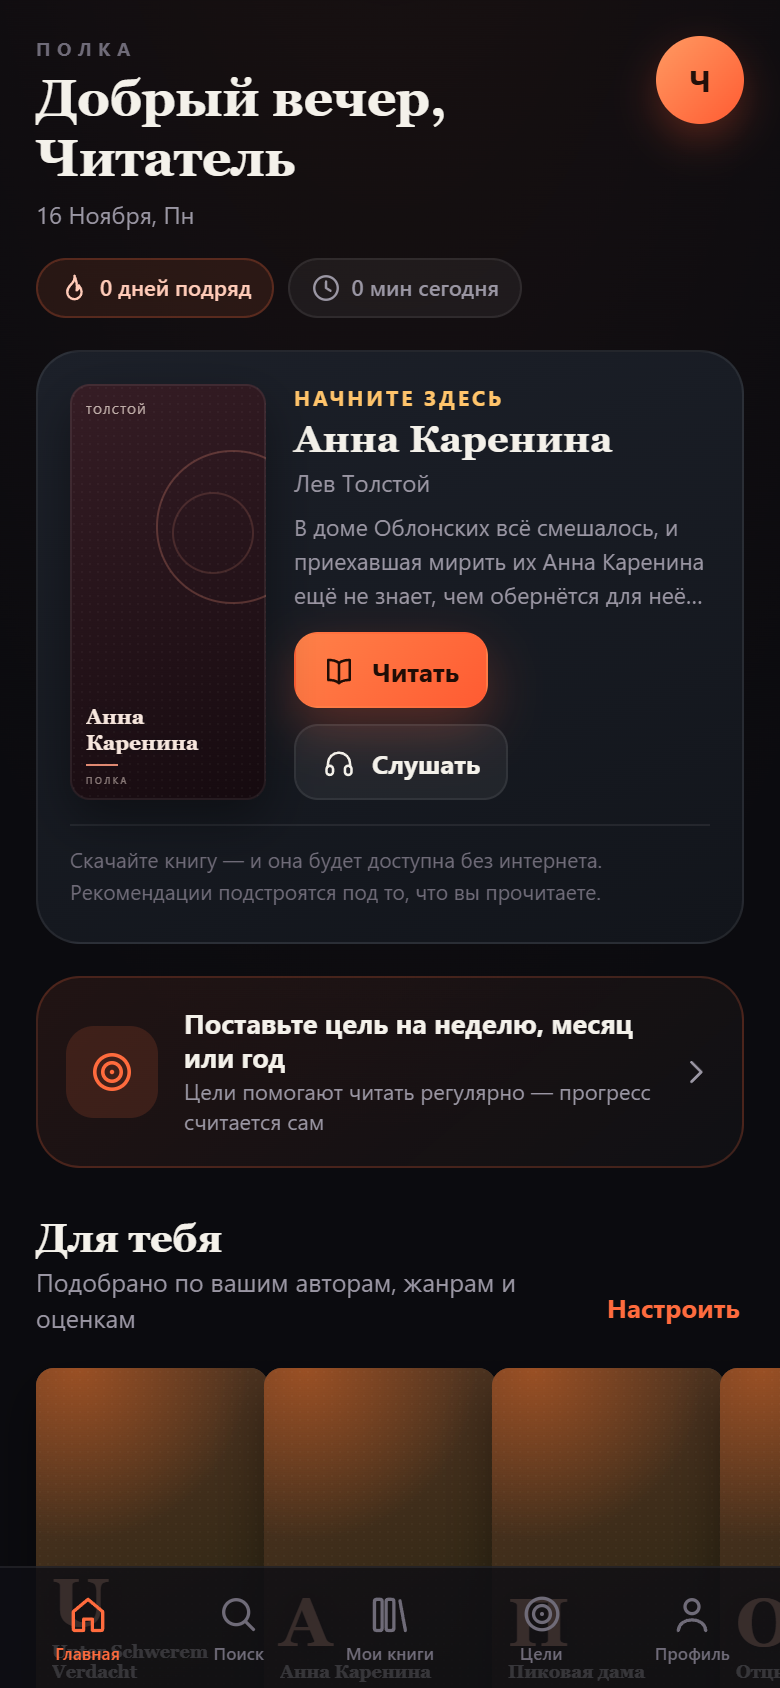 ПОЛКА
Добрый вечер,
Читатель
Ч
16 Ноября, Пн
0 дней подряд
0 мин сегодня
ТОЛСТОЙ
Анна
Каренина
ПОЛКА
НАЧНИТЕ ЗДЕСЬ
Анна Каренина
Лев Толстой
В доме Облонских всё смешалось, и
приехавшая мирить их Анна Каренина
ещё не знает, чем обернётся для неё...
Читать
Слушать
Скачайте книгу — и она будет доступна без интернета.
Рекомендации подстроятся под то, что вы прочитаете.
Поставьте цель на неделю, месяц
или год
Цели помогают читать регулярно — прогресс
считается сам
Для тебя
Подобрано по вашим авторам, жанрам и
оценкам
Настроить
U
Unter Schwerem
Verdacht
А
Анна Каренина
П
Пиковая дама
О
Отцы
Главная
Поиск
Мои книги
Цели
Профиль